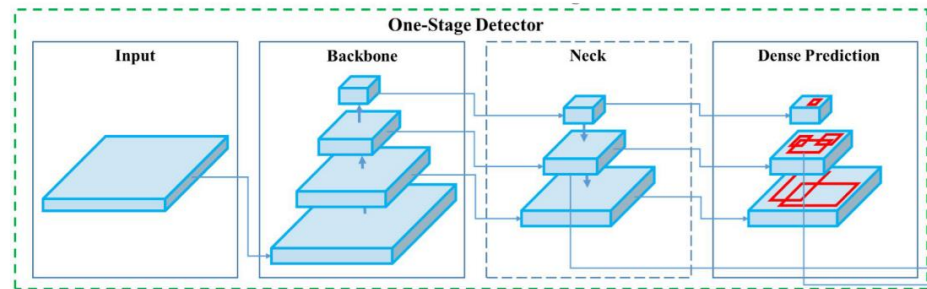 One-Stage Detector
Input
Backbone
Neck
Dense Prediction